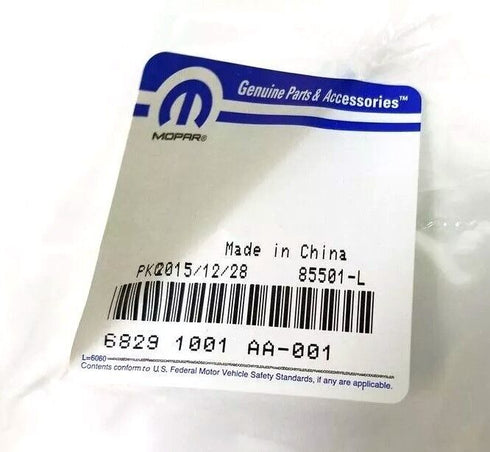 Genuine Parts & Accessories™
MOPAR®
Made in China
PKG2015/12/28 85501-L
6829 1001 AA-001
L=6060
Contents conform to U.S. Federal Motor Vehicle Safety Standards, if any are applicable.